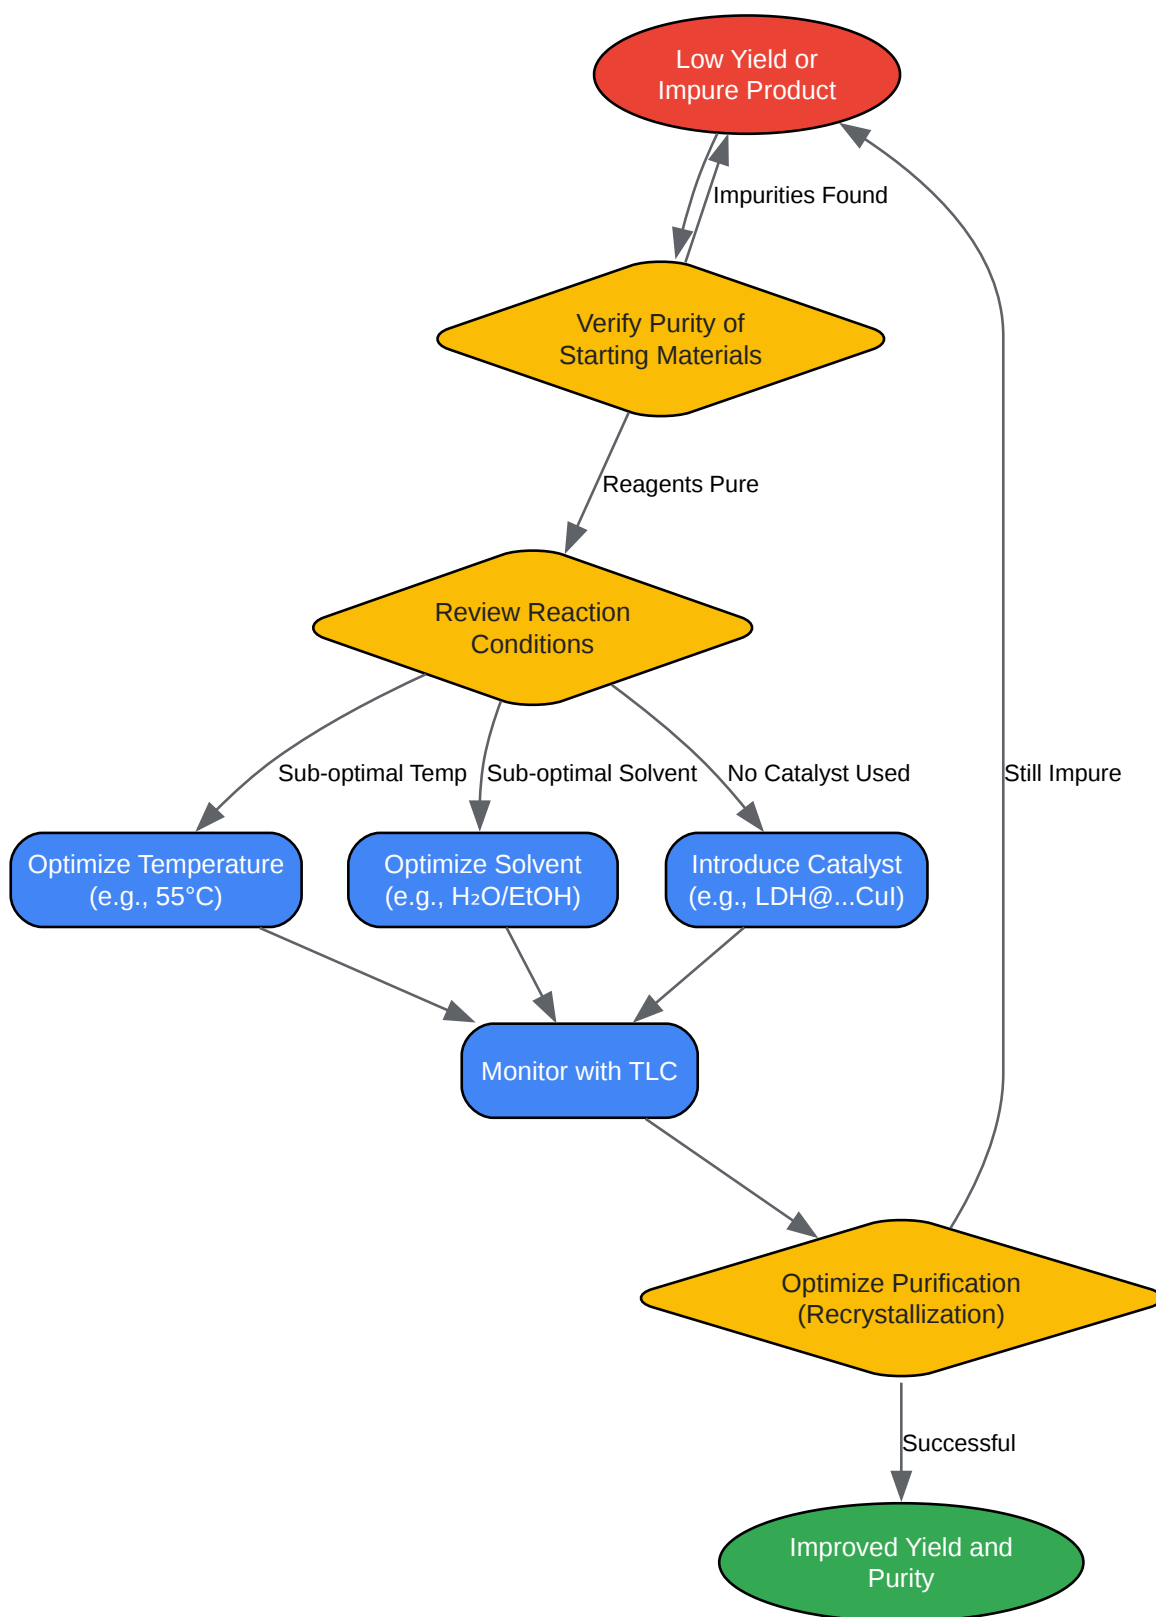 Low Yield or
Impure Product
Impurities Found
Verify Purity of
Starting Materials
Reagents Pure
Review Reaction
Conditions
Sub-optimal Temp
Sub-optimal Solvent
No Catalyst Used
Still Impure
Optimize Temperature
(e.g., 55°C)
Optimize Solvent
(e.g., H₂O/EtOH)
Introduce Catalyst
(e.g., LDH@...CuI)
Monitor with TLC
Optimize Purification
(Recrystallization)
Successful
Improved Yield and
Purity